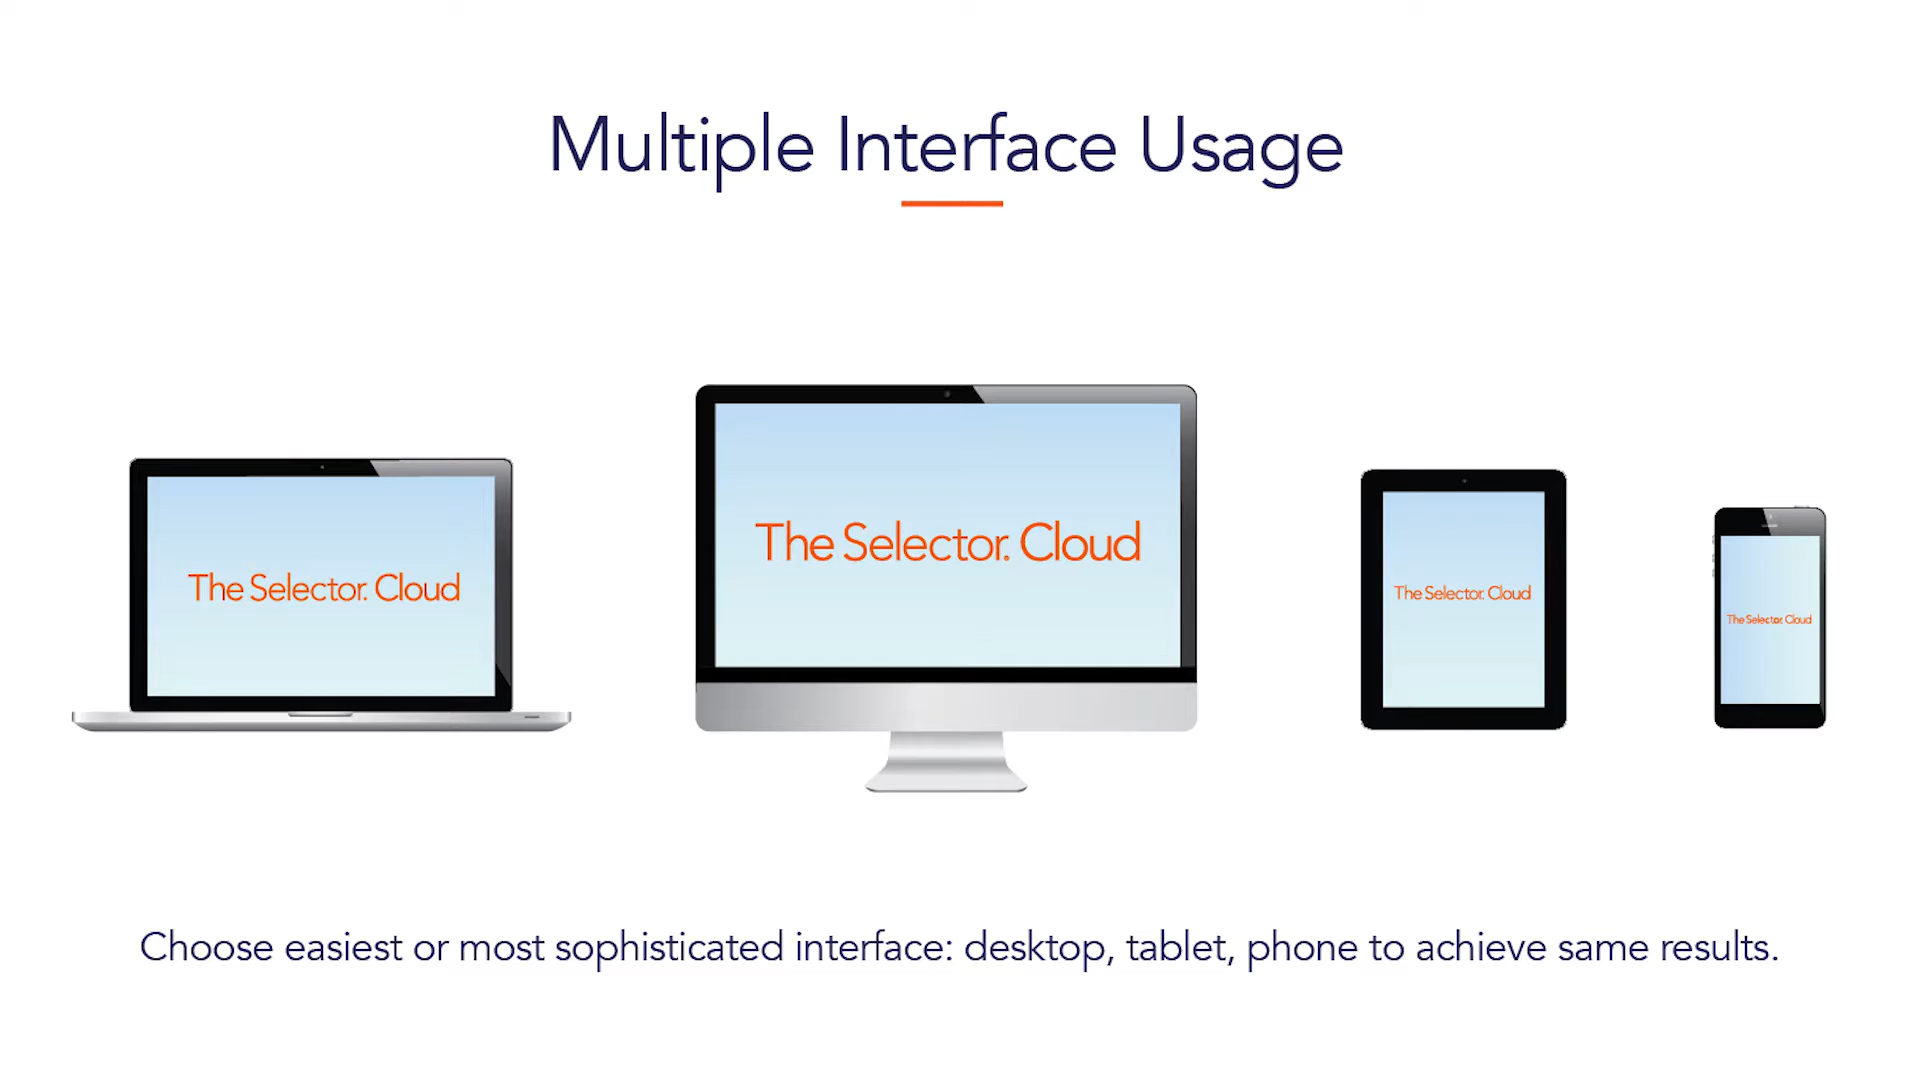 Multiple Interface Usage
The Selector. Cloud
The Selector. Cloud
The Selector. Cloud
The Selector. Cloud
Choose easiest or most sophisticated interface: desktop, tablet, phone to achieve same results.